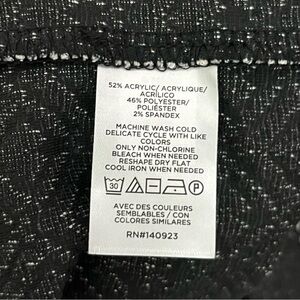 52% ACRYLIC/ ACRYLIQUE/
ACRÍLICO
46% POLYESTER/
POLIÉSTER
2% SPANDEX
MACHINE WASH COLD
DELICATE CYCLE WITH LIKE
COLORS
ONLY NON-CHLORINE
BLEACH WHEN NEEDED
RESHAPE DRY FLAT
COOL IRON WHEN NEEDED
30 P
AVEC DES COULEURS
SEMBLABLES / CON
COLORES SIMILARES
RN#140923